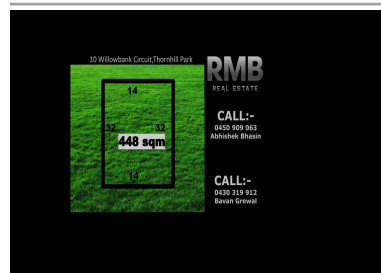 10 Willowbank Circuit,Thornhill Park
RMB
REAL ESTATE
14
32 32
448 sqm
14
CALL:-
0450 909 063
Abhishek Bhasin
CALL:-
0430 319 912
Bavan Grewal